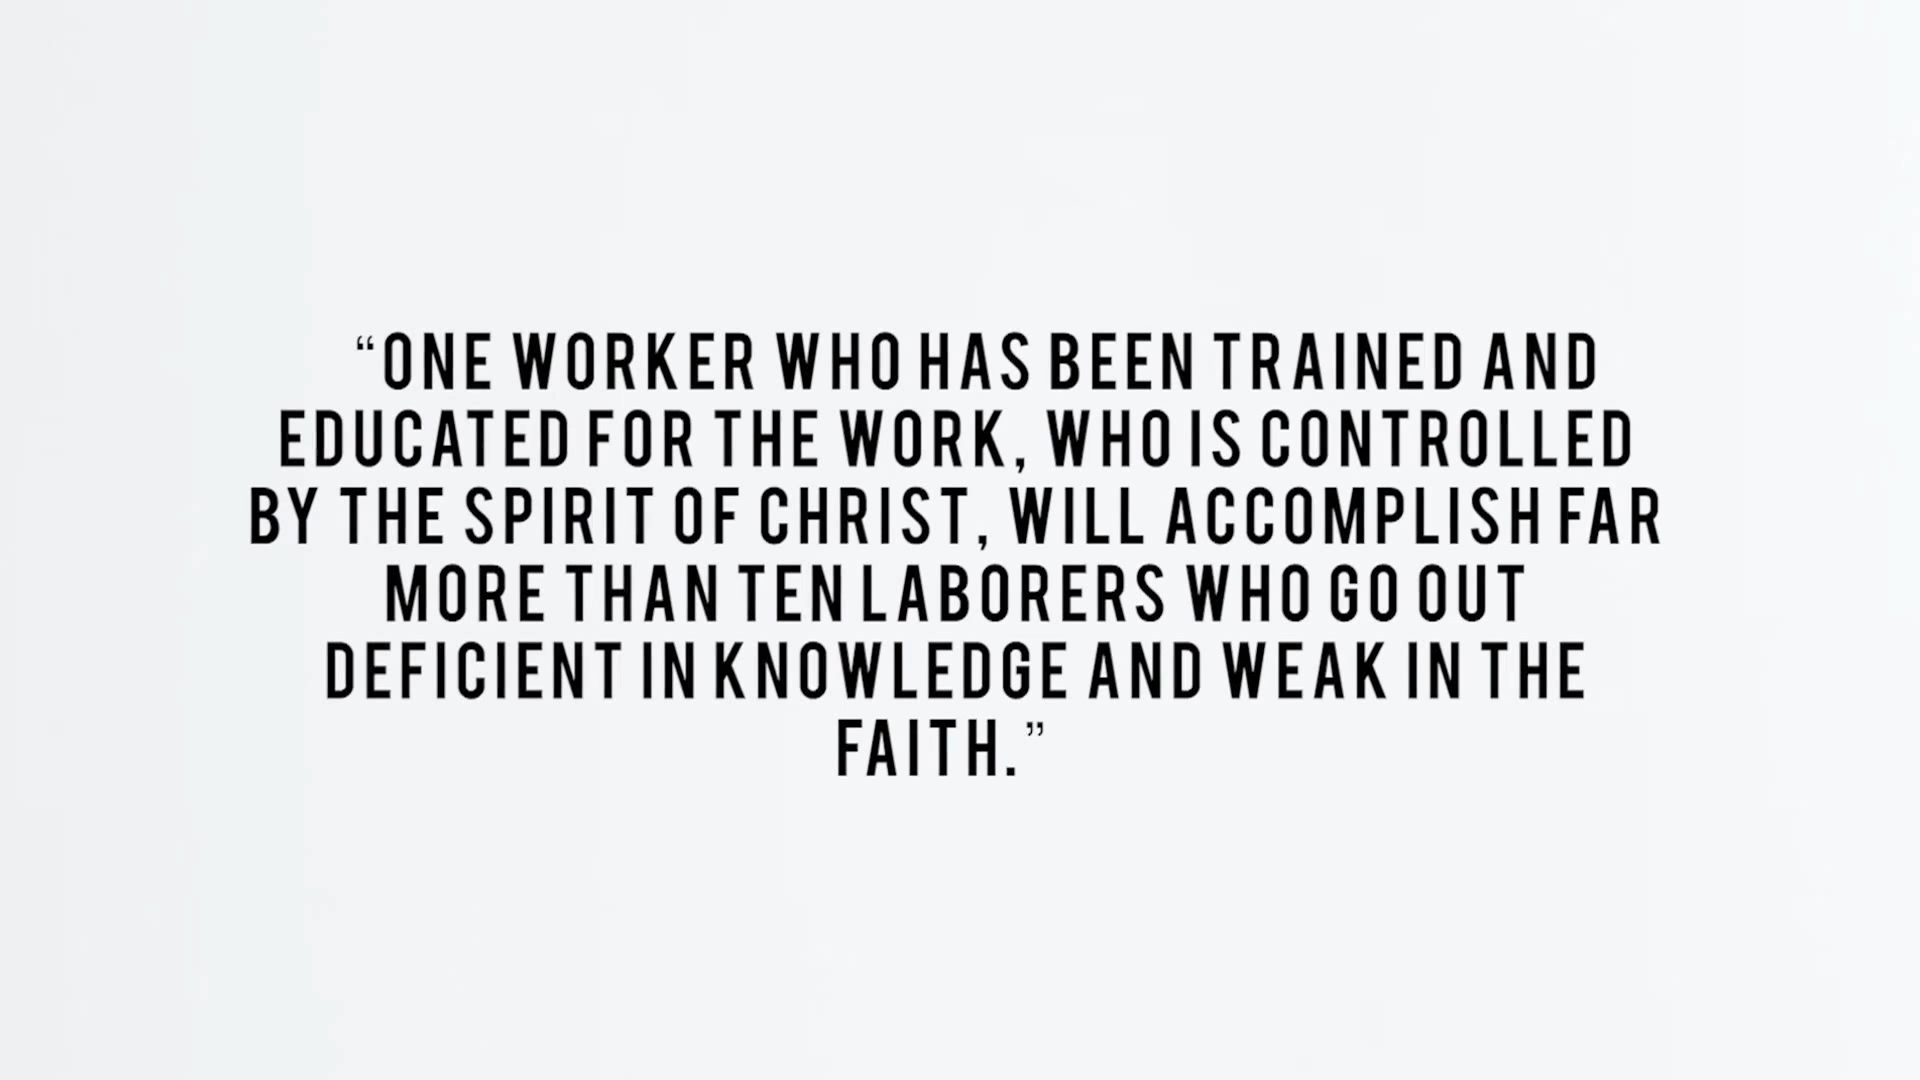 “ONE WORKER WHO HAS BEEN TRAINED AND
EDUCATED FOR THE WORK, WHO IS CONTROLLED
BY THE SPIRIT OF CHRIST, WILL ACCOMPLISH FAR
MORE THAN TEN LABORERS WHO GO OUT
DEFICIENT IN KNOWLEDGE AND WEAK IN THE
FAITH.”